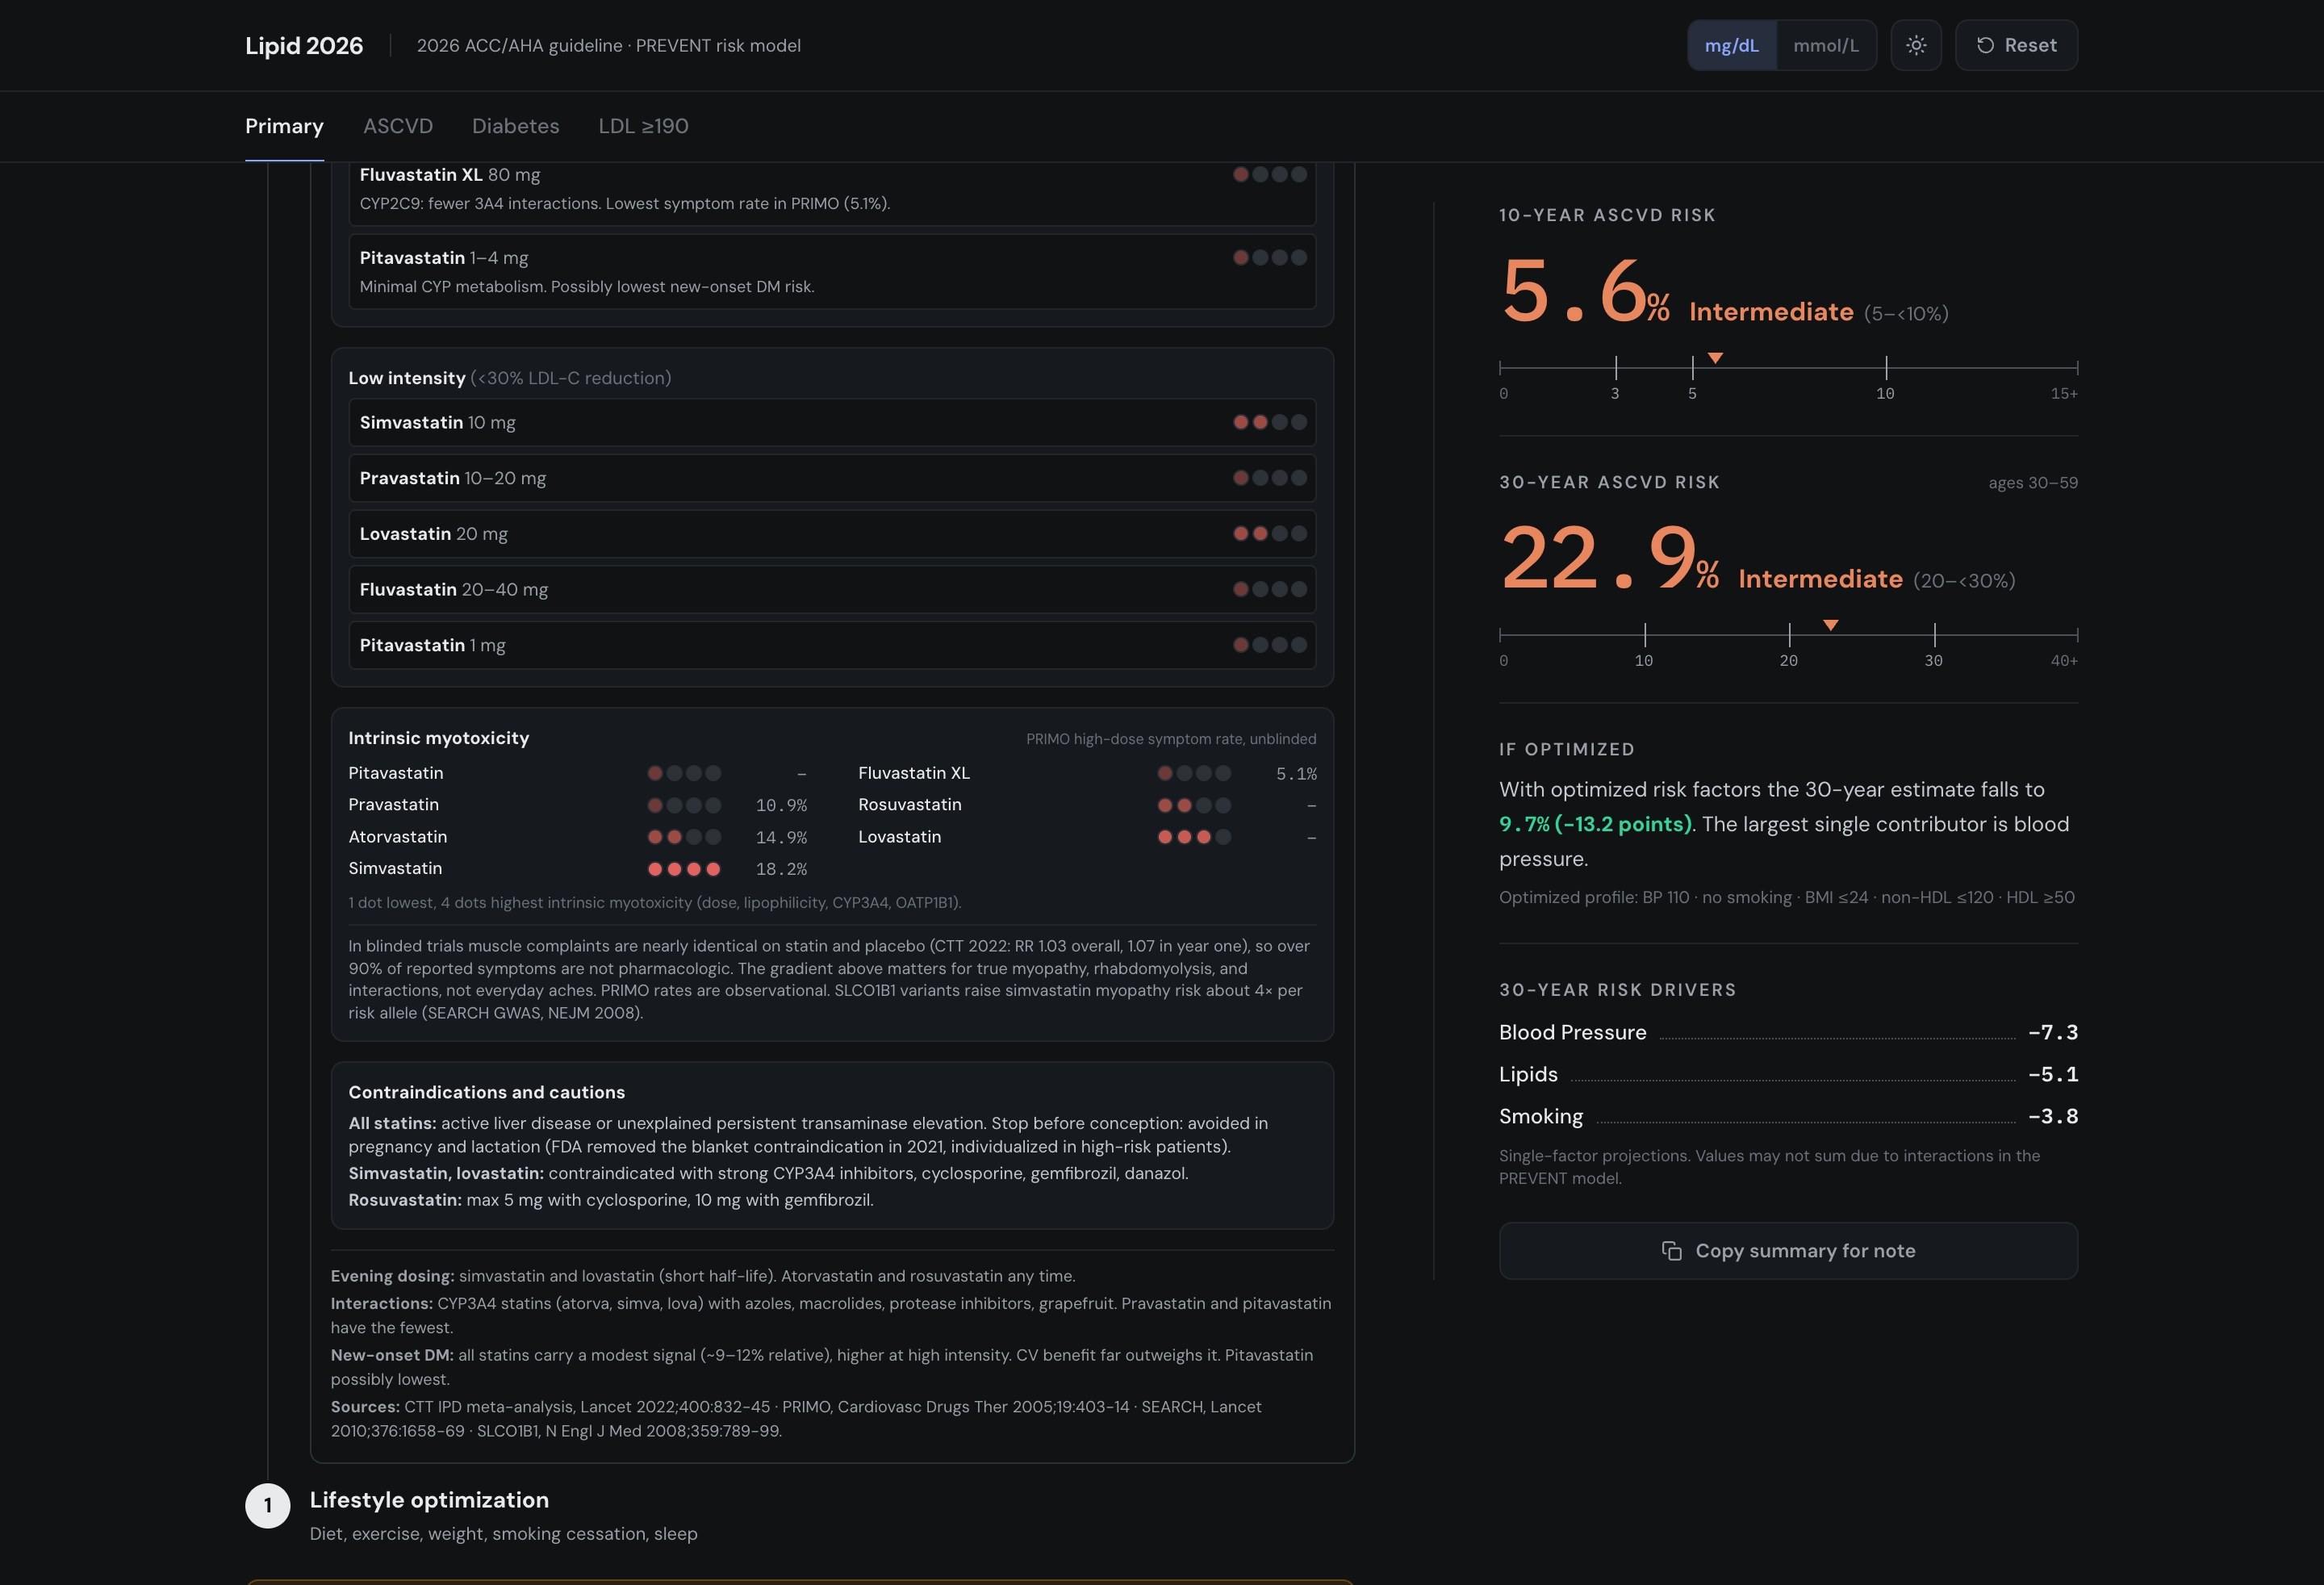 Lipid 2026
2026 ACC/AHA guideline · PREVENT risk model
mg/dL
mmol/L
Reset
Primary
ASCVD
Diabetes
LDL ≥190
Fluvastatin XL 80 mg
CYP2C9: fewer 3A4 interactions. Lowest symptom rate in PRIMO (5.1%).
Pitavastatin 1–4 mg
Minimal CYP metabolism. Possibly lowest new-onset DM risk.
Low intensity (<30% LDL-C reduction)
Simvastatin 10 mg
Pravastatin 10–20 mg
Lovastatin 20 mg
Fluvastatin 20–40 mg
Pitavastatin 1 mg
Intrinsic myotoxicity
PRIMO high-dose symptom rate, unblinded
Pitavastatin –
Fluvastatin XL 5.1%
Pravastatin 10.9%
Rosuvastatin –
Atorvastatin 14.9%
Lovastatin –
Simvastatin 18.2%
1 dot lowest, 4 dots highest intrinsic myotoxicity (dose, lipophilicity, CYP3A4, OATP1B1).
In blinded trials muscle complaints are nearly identical on statin and placebo (CTT 2022: RR 1.03 overall, 1.07 in year one), so over
90% of reported symptoms are not pharmacologic. The gradient above matters for true myopathy, rhabdomyolysis, and
interactions, not everyday aches. PRIMO rates are observational. SLCO1B1 variants raise simvastatin myopathy risk about 4× per
risk allele (SEARCH GWAS, NEJM 2008).
Contraindications and cautions
All statins: active liver disease or unexplained persistent transaminase elevation. Stop before conception: avoided in
pregnancy and lactation (FDA removed the blanket contraindication in 2021, individualized in high-risk patients).
Simvastatin, lovastatin: contraindicated with strong CYP3A4 inhibitors, cyclosporine, gemfibrozil, danazol.
Rosuvastatin: max 5 mg with cyclosporine, 10 mg with gemfibrozil.
Evening dosing: simvastatin and lovastatin (short half-life). Atorvastatin and rosuvastatin any time.
Interactions: CYP3A4 statins (atorva, simva, lova) with azoles, macrolides, protease inhibitors, grapefruit. Pravastatin and pitavastatin
have the fewest.
New-onset DM: all statins carry a modest signal (~9–12% relative), higher at high intensity. CV benefit far outweighs it. Pitavastatin
possibly lowest.
Sources: CTT IPD meta-analysis, Lancet 2022;400:832-45 · PRIMO, Cardiovasc Drugs Ther 2005;19:403-14 · SEARCH, Lancet
2010;376:1658-69 · SLCO1B1, N Engl J Med 2008;359:789-99.
1
Lifestyle optimization
Diet, exercise, weight, smoking cessation, sleep
10-YEAR ASCVD RISK
5.6% Intermediate (5–<10%)
0 3 5 10 15+
30-YEAR ASCVD RISK
ages 30–59
22.9% Intermediate (20–<30%)
0 10 20 30 40+
IF OPTIMIZED
With optimized risk factors the 30-year estimate falls to
9.7% (-13.2 points). The largest single contributor is blood
pressure.
Optimized profile: BP 110 · no smoking · BMI ≤24 · non-HDL ≤120 · HDL ≥50
30-YEAR RISK DRIVERS
Blood Pressure −7.3
Lipids −5.1
Smoking −3.8
Single-factor projections. Values may not sum due to interactions in the
PREVENT model.
Copy summary for note